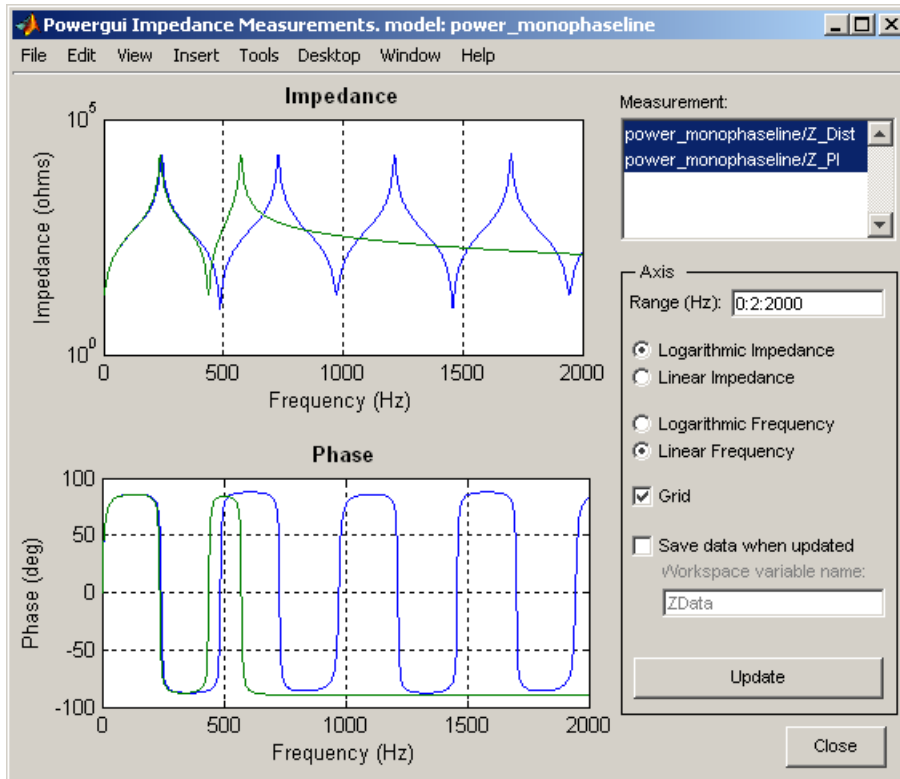 Powergui Impedance Measurements. model: power_monophaseline
File Edit View Insert Tools Desktop Window Help
Impedance
10^5
10^0
Impedance (ohms)
0 500 1000 1500 2000
Frequency (Hz)
Phase
100
50
0
-50
-100
Phase (deg)
0 500 1000 1500 2000
Frequency (Hz)
Measurement:
power_monophaseline/Z_Dist
power_monophaseline/Z_PI
Axis
Range (Hz): 0:2:2000
Logarithmic Impedance
Linear Impedance
Logarithmic Frequency
Linear Frequency
Grid
Save data when updated
Workspace variable name:
ZData
Update
Close